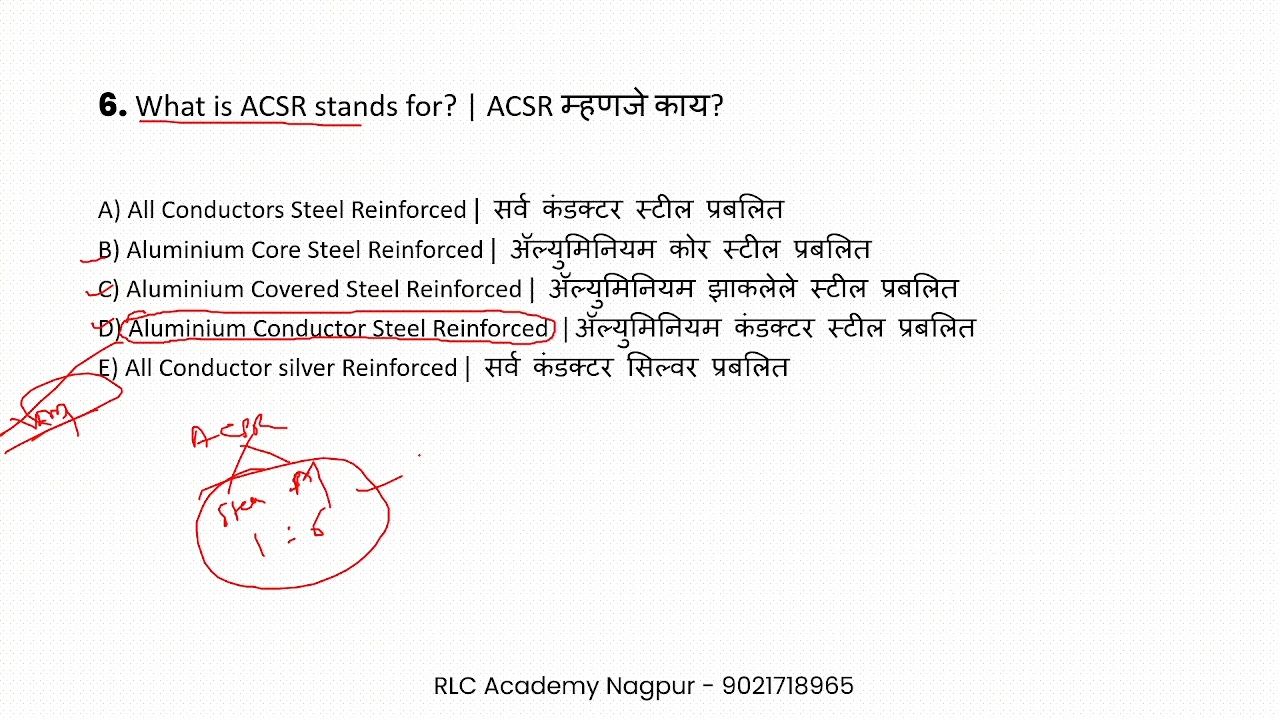 6. What is ACSR stands for? | ACSR म्हणजे काय?
A) All Conductors Steel Reinforced | सर्व कंडक्टर स्टील प्रबलित
B) Aluminium Core Steel Reinforced | ॲल्युमिनियम कोर स्टील प्रबलित
C) Aluminium Covered Steel Reinforced | ॲल्युमिनियम झाकलेले स्टील प्रबलित
D) Aluminium Conductor Steel Reinforced | ॲल्युमिनियम कंडक्टर स्टील प्रबलित
E) All Conductor silver Reinforced | सर्व कंडक्टर सिल्वर प्रबलित
ACSR
1 : 6
RLC Academy Nagpur - 9021718965